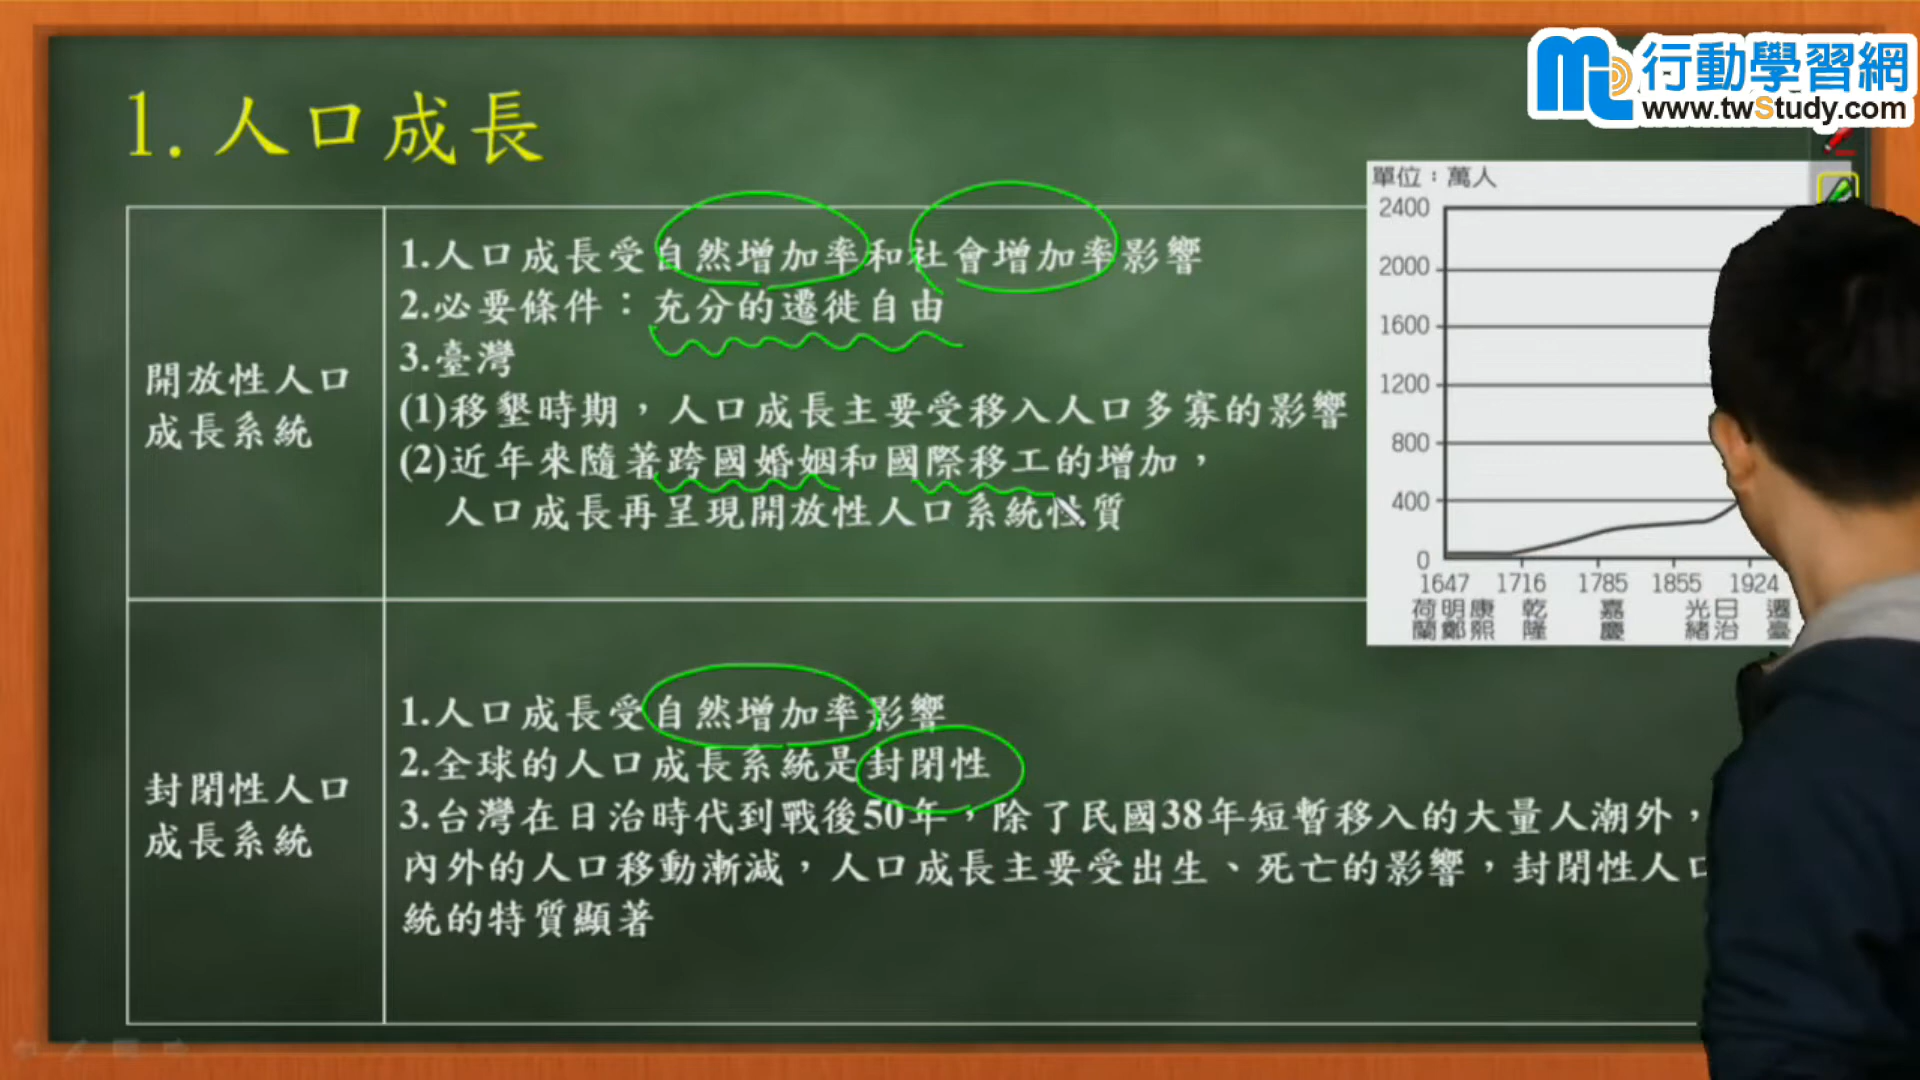 行動學習網
www.twStudy.com
1.人口成長
開放性人口
成長系統
1.人口成長受自然增加率和社會增加率影響
2.必要條件：充分的遷徙自由
3.臺灣
(1)移墾時期，人口成長主要受移入人口多寡的影響
(2)近年來隨著跨國婚姻和國際移工的增加，
人口成長再呈現開放性人口系統性質
單位：萬人
2400
2000
1600
1200
800
400
0
1647 1716 1785 1855 1924
荷蘭 明鄭 康熙 乾隆 嘉慶 光緒 日治 遷臺
封閉性人口
成長系統
1.人口成長受自然增加率影響
2.全球的人口成長系統是封閉性
3.台灣在日治時代到戰後50年，除了民國38年短暫移入的大量人潮外，
內外的人口移動漸減，人口成長主要受出生、死亡的影響，封閉性人口
統的特質顯著